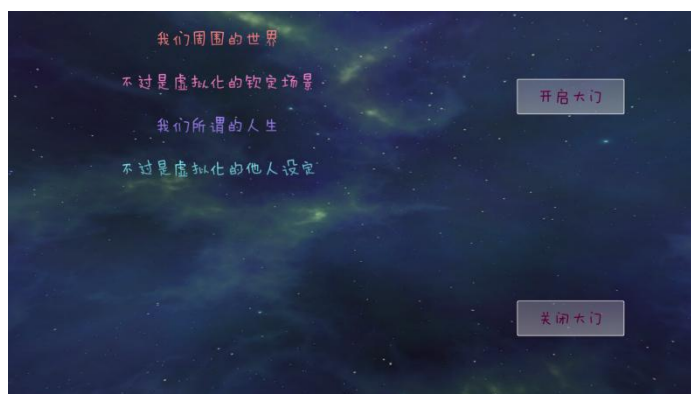 我们周围的世界
不过是虚拟化的钦定场景
我们所谓的人生
不过是虚拟化的他人设定
开启大门
关闭大门